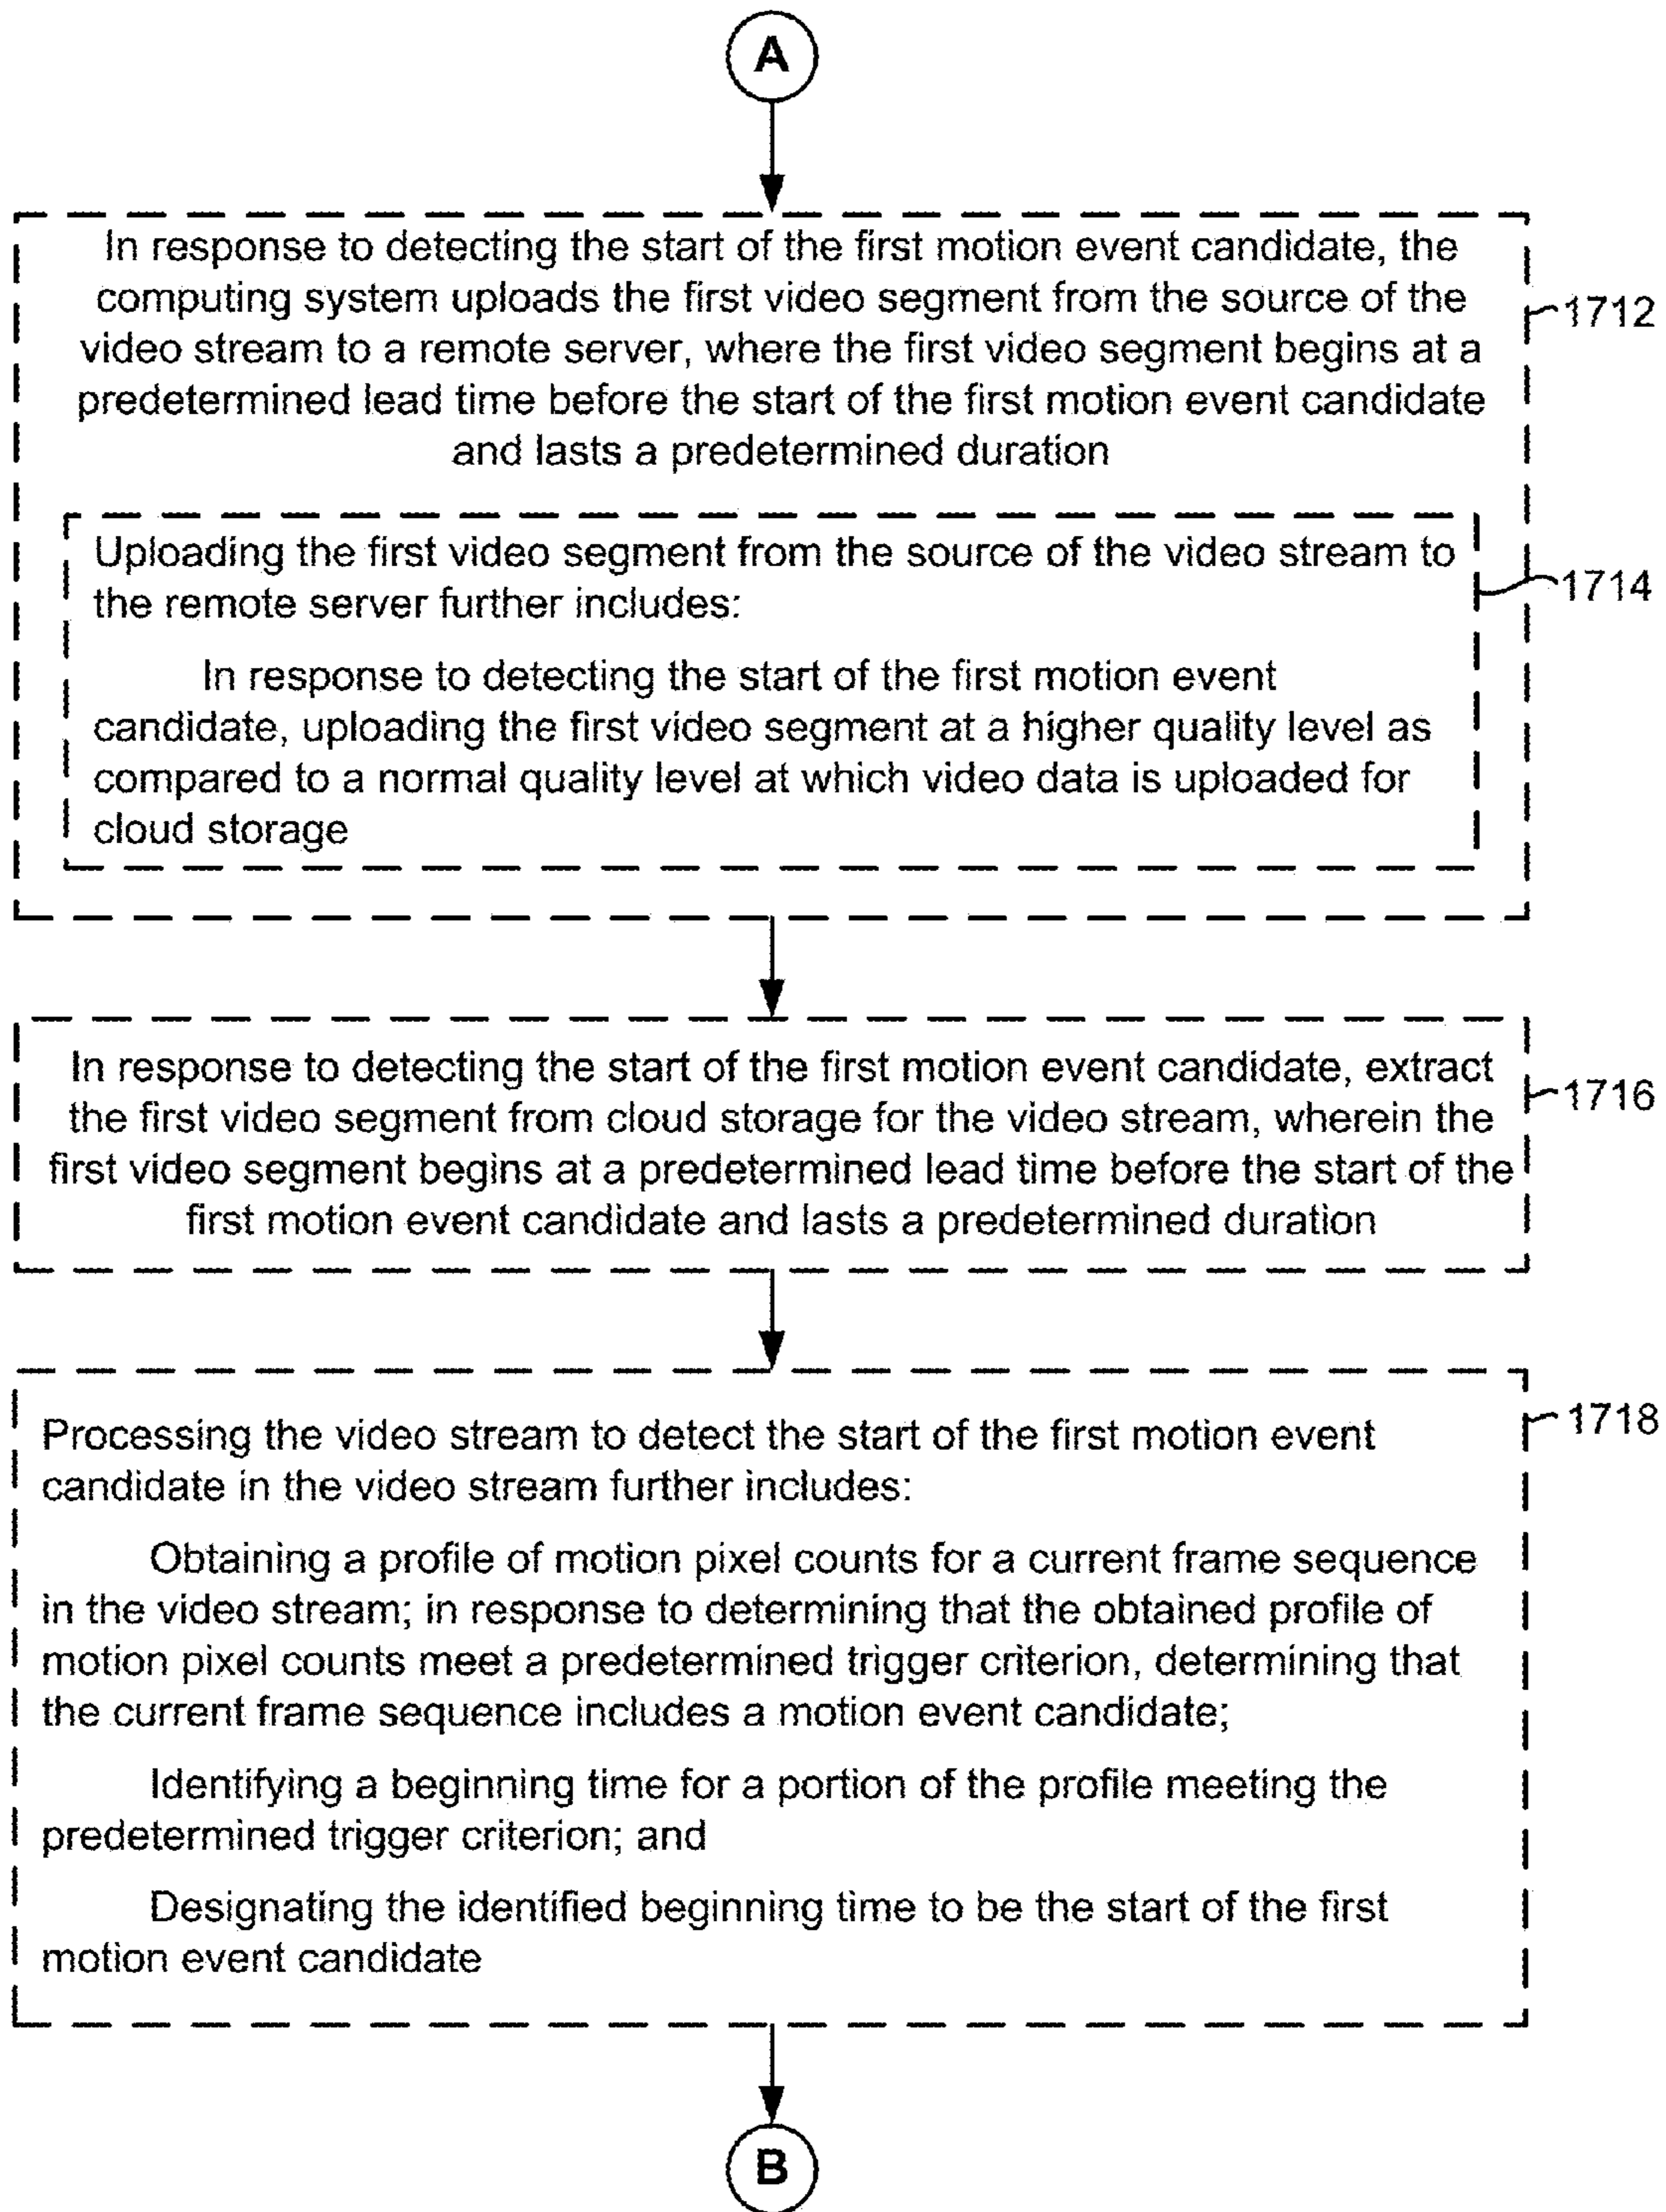 A
In response to detecting the start of the first motion event candidate, the
computing system uploads the first video segment from the source of the
video stream to a remote server, where the first video segment begins at a
predetermined lead time before the start of the first motion event candidate
and lasts a predetermined duration
1712
Uploading the first video segment from the source of the video stream to
the remote server further includes:
1714
In response to detecting the start of the first motion event
candidate, uploading the first video segment at a higher quality level as
compared to a normal quality level at which video data is uploaded for
cloud storage
In response to detecting the start of the first motion event candidate, extract
the first video segment from cloud storage for the video stream, wherein the
first video segment begins at a predetermined lead time before the start of the
first motion event candidate and lasts a predetermined duration
1716
Processing the video stream to detect the start of the first motion event
candidate in the video stream further includes:
1718
Obtaining a profile of motion pixel counts for a current frame sequence
in the video stream; in response to determining that the obtained profile of
motion pixel counts meet a predetermined trigger criterion, determining that
the current frame sequence includes a motion event candidate;
Identifying a beginning time for a portion of the profile meeting the
predetermined trigger criterion; and
Designating the identified beginning time to be the start of the first
motion event candidate
B